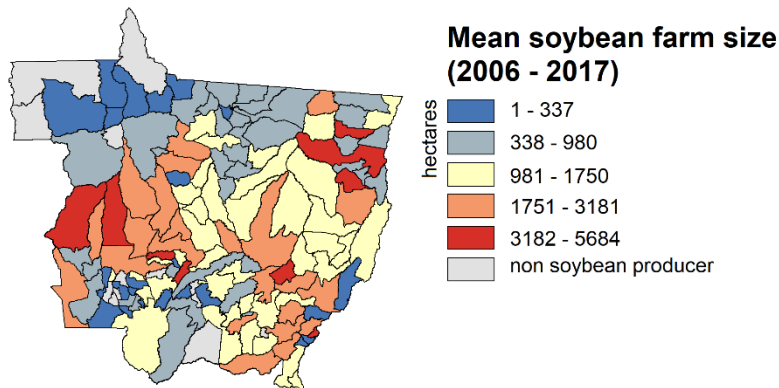 Mean soybean farm size
(2006 - 2017)
hectares
1 - 337
338 - 980
981 - 1750
1751 - 3181
3182 - 5684
non soybean producer